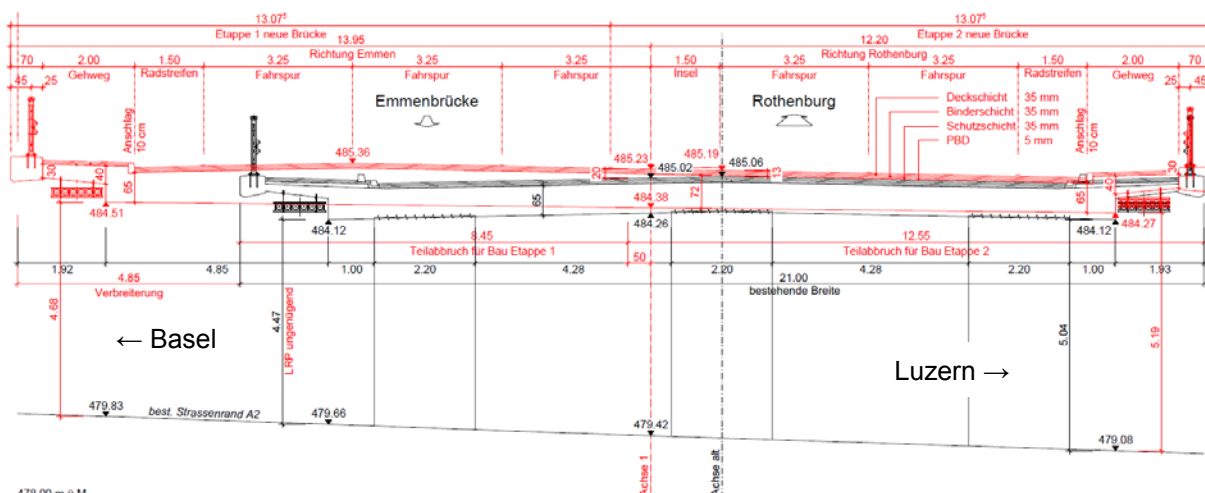 13.07⁵ 13.07⁵
Etappe 1 neue Brücke Etappe 2 neue Brücke
13.95 12.20
Richtung Emmen Richtung Rothenburg
70 2.00 1.50 3.25 3.25 3.25 1.50 3.25 3.25 1.50 2.00 70
Gehweg Radstreifen Fahrspur Fahrspur Fahrspur Insel Fahrspur Fahrspur Radstreifen Gehweg
45 25 25 45
Emmenbrücke Rothenburg
Deckschicht 35 mm
Binderschicht 35 mm
Schutzschicht 35 mm
PBD 5 mm
Anschlag
10 cm
Anschlag
10 cm
485.36 485.23 485.19
485.02 485.06
20 13
30 40 65 65 72 65 40 30
484.51 484.38 484.27
484.12 484.26 484.12
8.45 12.55
Teilabbruch für Bau Etappe 1 Teilabbruch für Bau Etappe 2
50
1.92 4.85 1.00 2.20 4.28 2.20 4.28 2.20 1.00 1.93
4.85 21.00
Verbreiterung bestehende Breite
4.68 4.47 LRP ungenügend 5.04 5.19
← Basel
Luzern →
479.83 best. Strassenrand A2 479.66 479.42 479.08
Achse 1 Achse alt
478.00 m ü.M.